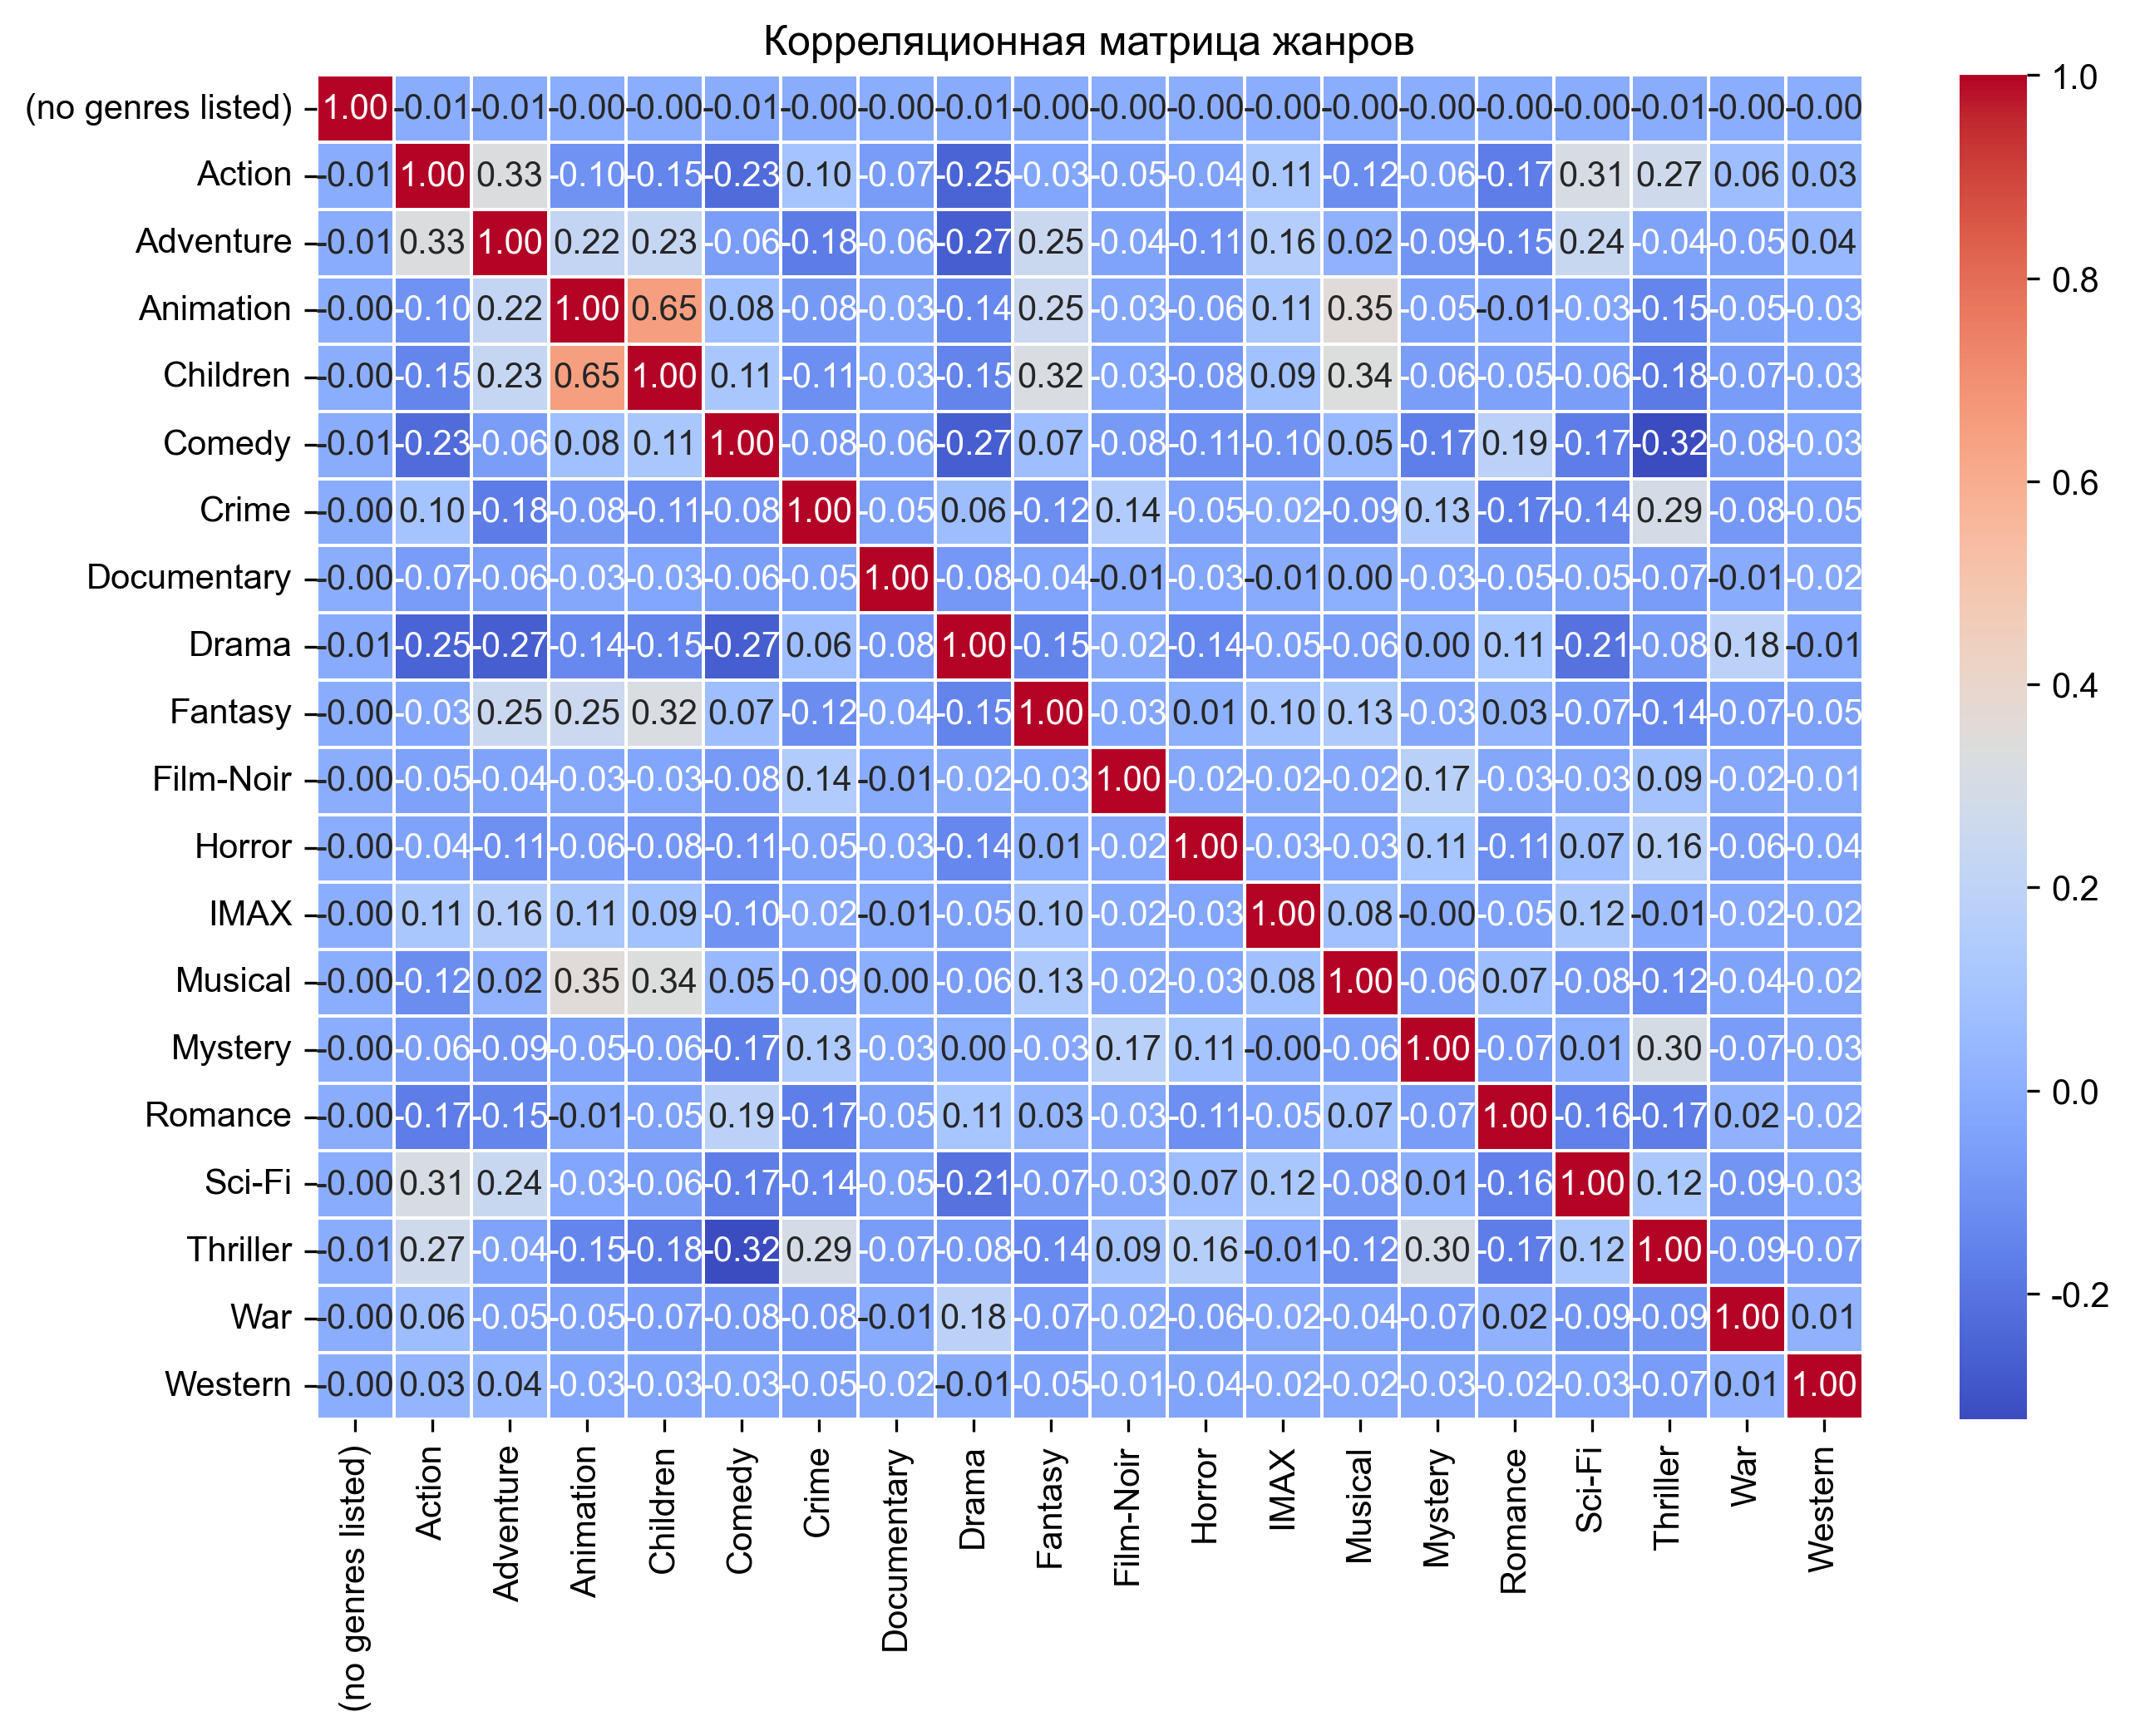 Корреляционная матрица жанров
(no genres listed) 1.00 -0.01 -0.01 -0.00 -0.00 -0.01 -0.00 -0.00 -0.01 -0.00 -0.00 -0.00 -0.00 -0.00 -0.00 -0.00 -0.00 -0.01 -0.00 -0.00
Action -0.01 1.00 0.33 -0.10 -0.15 -0.23 0.10 -0.07 -0.25 -0.03 -0.05 -0.04 0.11 -0.12 -0.06 -0.17 0.31 0.27 0.06 0.03
Adventure -0.01 0.33 1.00 0.22 0.23 -0.06 -0.18 -0.06 -0.27 0.25 -0.04 -0.11 0.16 0.02 -0.09 -0.15 0.24 -0.04 -0.05 0.04
Animation -0.00 -0.10 0.22 1.00 0.65 0.08 -0.08 -0.03 -0.14 0.25 -0.03 -0.06 0.11 0.35 -0.05 -0.01 -0.03 -0.15 -0.05 -0.03
Children -0.00 -0.15 0.23 0.65 1.00 0.11 -0.11 -0.03 -0.15 0.32 -0.03 -0.08 0.09 0.34 -0.06 -0.05 -0.06 -0.18 -0.07 -0.03
Comedy -0.01 -0.23 -0.06 0.08 0.11 1.00 -0.08 -0.06 -0.27 0.07 -0.08 -0.11 -0.10 0.05 -0.17 0.19 -0.17 -0.32 -0.08 -0.03
Crime -0.00 0.10 -0.18 -0.08 -0.11 -0.08 1.00 -0.05 0.06 -0.12 0.14 -0.05 -0.02 -0.09 0.13 -0.17 -0.14 0.29 -0.08 -0.05
Documentary -0.00 -0.07 -0.06 -0.03 -0.03 -0.06 -0.05 1.00 -0.08 -0.04 -0.01 -0.03 -0.01 0.00 -0.03 -0.05 -0.05 -0.07 -0.01 -0.02
Drama -0.01 -0.25 -0.27 -0.14 -0.15 -0.27 0.06 -0.08 1.00 -0.15 -0.02 -0.14 -0.05 -0.06 0.00 0.11 -0.21 -0.08 0.18 -0.01
Fantasy -0.00 -0.03 0.25 0.25 0.32 0.07 -0.12 -0.04 -0.15 1.00 -0.03 0.01 0.10 0.13 -0.03 0.03 -0.07 -0.14 -0.07 -0.05
Film-Noir -0.00 -0.05 -0.04 -0.03 -0.03 -0.08 0.14 -0.01 -0.02 -0.03 1.00 -0.02 -0.02 -0.02 0.17 -0.03 -0.03 0.09 -0.02 -0.01
Horror -0.00 -0.04 -0.11 -0.06 -0.08 -0.11 -0.05 -0.03 -0.14 0.01 -0.02 1.00 -0.03 -0.03 0.11 -0.11 0.07 0.16 -0.06 -0.04
IMAX -0.00 0.11 0.16 0.11 0.09 -0.10 -0.02 -0.01 -0.05 0.10 -0.02 -0.03 1.00 0.08 -0.00 -0.05 0.12 -0.01 -0.02 -0.02
Musical -0.00 -0.12 0.02 0.35 0.34 0.05 -0.09 0.00 -0.06 0.13 -0.02 -0.03 0.08 1.00 -0.06 0.07 -0.08 -0.12 -0.04 -0.02
Mystery -0.00 -0.06 -0.09 -0.05 -0.06 -0.17 0.13 -0.03 0.00 -0.03 0.17 0.11 -0.00 -0.06 1.00 -0.07 0.01 0.30 -0.07 -0.03
Romance -0.00 -0.17 -0.15 -0.01 -0.05 0.19 -0.17 -0.05 0.11 0.03 -0.03 -0.11 -0.05 0.07 -0.07 1.00 -0.16 -0.17 0.02 -0.02
Sci-Fi -0.00 0.31 0.24 -0.03 -0.06 -0.17 -0.14 -0.05 -0.21 -0.07 -0.03 0.07 0.12 -0.08 0.01 -0.16 1.00 0.12 -0.09 -0.03
Thriller -0.01 0.27 -0.04 -0.15 -0.18 -0.32 0.29 -0.07 -0.08 -0.14 0.09 0.16 -0.01 -0.12 0.30 -0.17 0.12 1.00 -0.09 -0.07
War -0.00 0.06 -0.05 -0.05 -0.07 -0.08 -0.08 -0.01 0.18 -0.07 -0.02 -0.06 -0.02 -0.04 -0.07 0.02 -0.09 -0.09 1.00 0.01
Western -0.00 0.03 0.04 -0.03 -0.03 -0.03 -0.05 -0.02 -0.01 -0.05 -0.01 -0.04 -0.02 -0.02 -0.03 -0.02 -0.03 -0.07 0.01 1.00
(no genres listed)
Action
Adventure
Animation
Children
Comedy
Crime
Documentary
Drama
Fantasy
Film-Noir
Horror
IMAX
Musical
Mystery
Romance
Sci-Fi
Thriller
War
Western
1.0
0.8
0.6
0.4
0.2
0.0
-0.2